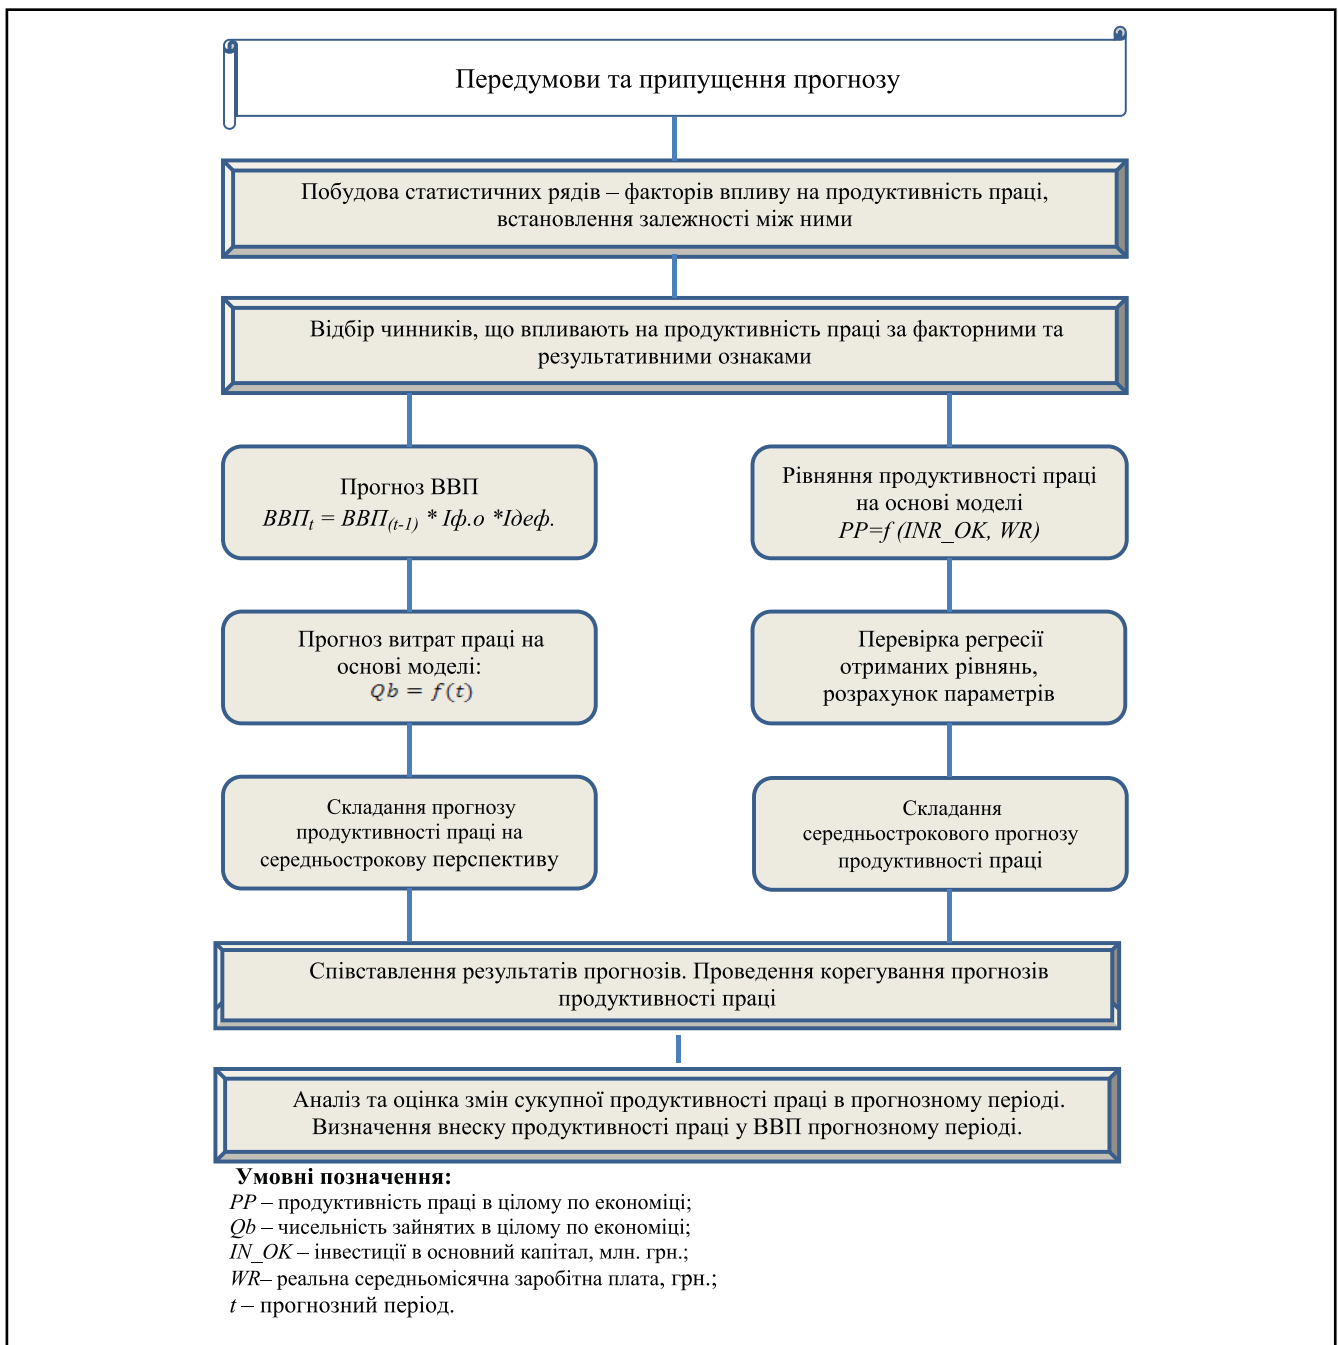 Передумови та припущення прогнозу
Побудова статистичних рядів – факторів впливу на продуктивність праці,
встановлення залежності між ними
Відбір чинників, що впливають на продуктивність праці за факторними та
результативними ознаками
Прогноз ВВП
ВВПt = ВВП(t-1) * Іф.о *Ідеф.
Прогноз витрат праці на
основі моделі:
Qb = f(t)
Складання прогнозу
продуктивності праці на
середньострокову перспективу
Рівняння продуктивності праці
на основі моделі
PP=f (INR_OK, WR)
Перевірка регресії
отриманих рівнянь,
розрахунок параметрів
Складання
середньострокового прогнозу
продуктивності праці
Співставлення результатів прогнозів. Проведення корегування прогнозів
продуктивності праці
Аналіз та оцінка змін сукупної продуктивності праці в прогнозному періоді.
Визначення внеску продуктивності праці у ВВП прогнозному періоді.
Умовні позначення:
PP – продуктивність праці в цілому по економіці;
Qb – чисельність зайнятих в цілому по економіці;
IN_OK – інвестиції в основний капітал, млн. грн.;
WR– реальна середньомісячна заробітна плата, грн.;
t – прогнозний період.